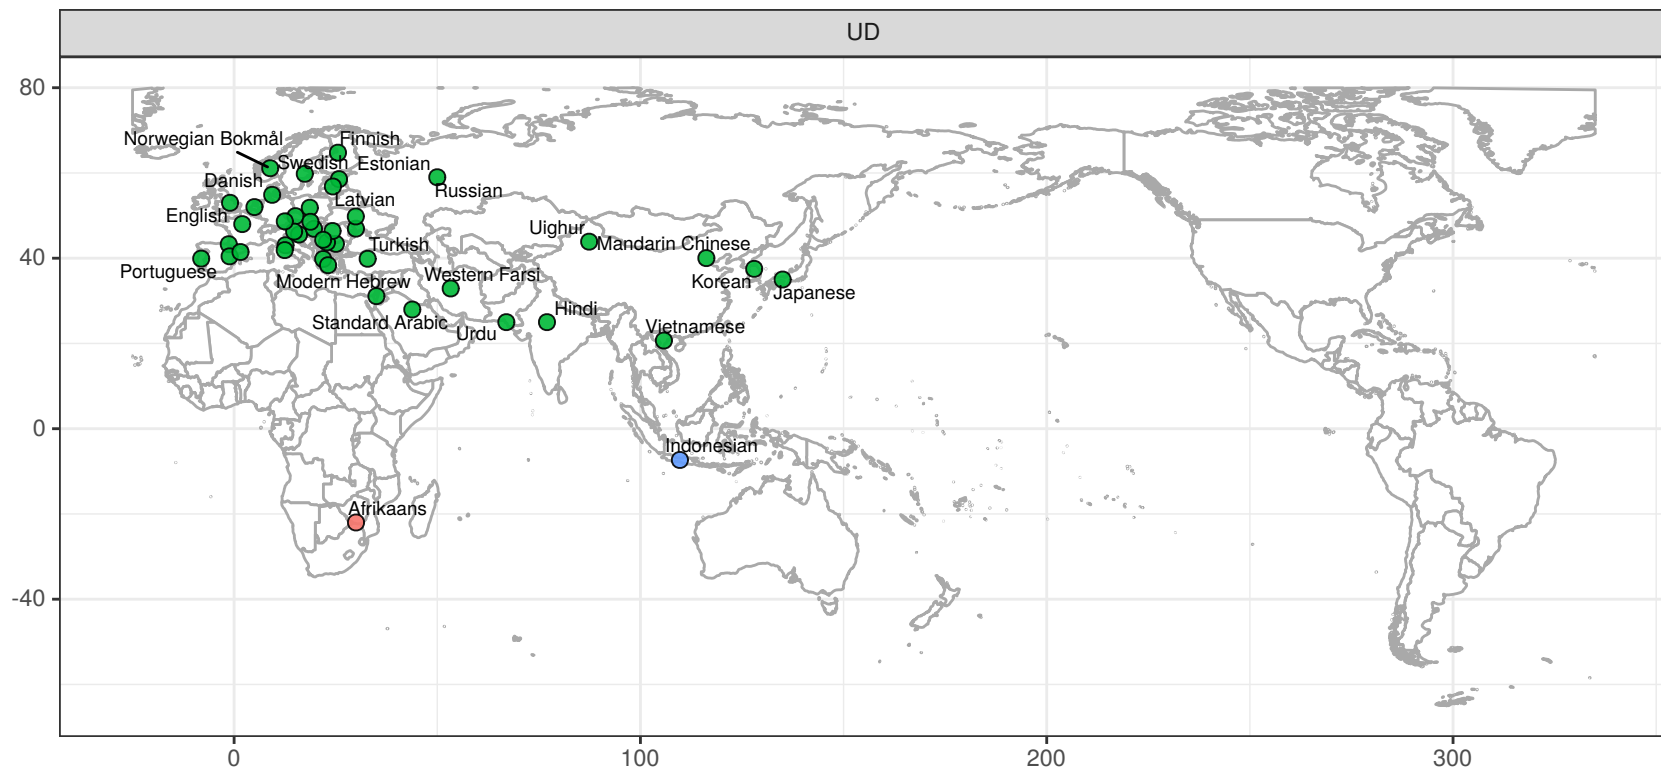 UD
80
Norwegian Bokmål
Finnish
Swedish
Estonian
Danish
Russian
Latvian
English
Uighur
Mandarin Chinese
Turkish
40
Portuguese
Western Farsi
Modern Hebrew
Korean
Japanese
Hindi
Standard Arabic
Urdu
Vietnamese
0
Indonesian
Afrikaans
-40
0
100
200
300